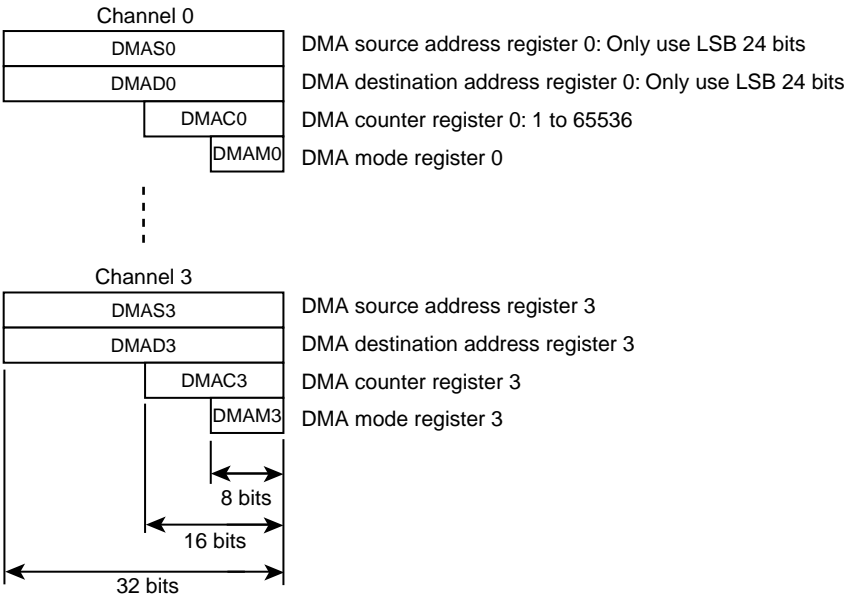 Channel 0
DMAS0 DMA source address register 0: Only use LSB 24 bits
DMAD0 DMA destination address register 0: Only use LSB 24 bits
DMAC0 DMA counter register 0: 1 to 65536
DMAM0 DMA mode register 0
Channel 3
DMAS3 DMA source address register 3
DMAD3 DMA destination address register 3
DMAC3 DMA counter register 3
DMAM3 DMA mode register 3
8 bits
16 bits
32 bits